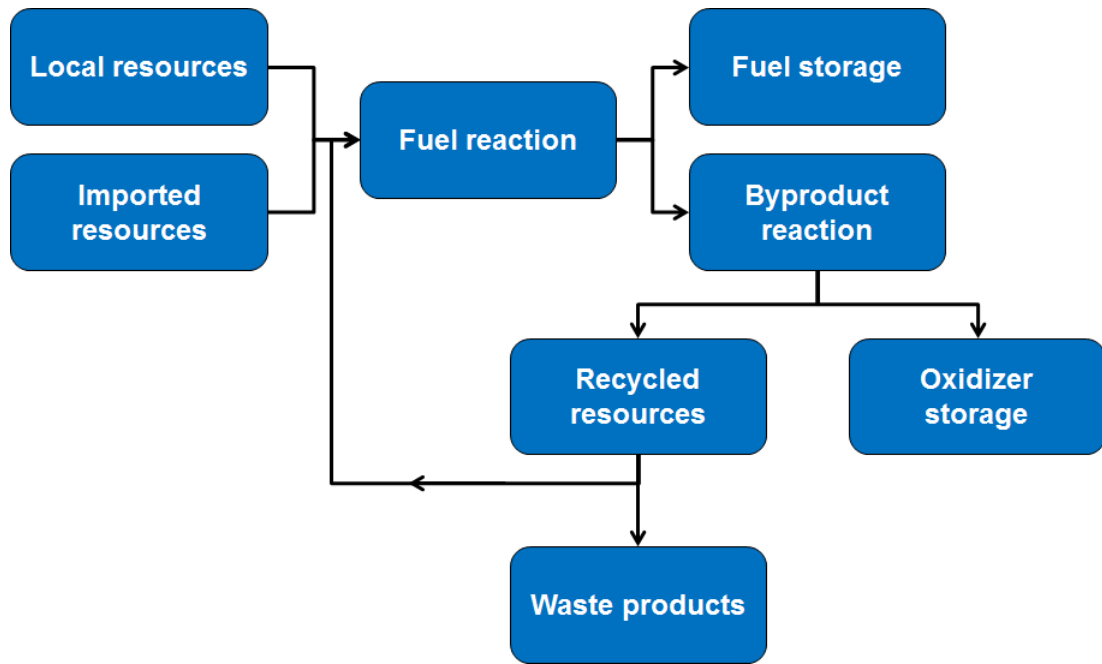 Local resources
Fuel storage
Fuel reaction
Imported
resources
Byproduct
reaction
Recycled
resources
Oxidizer
storage
Waste products